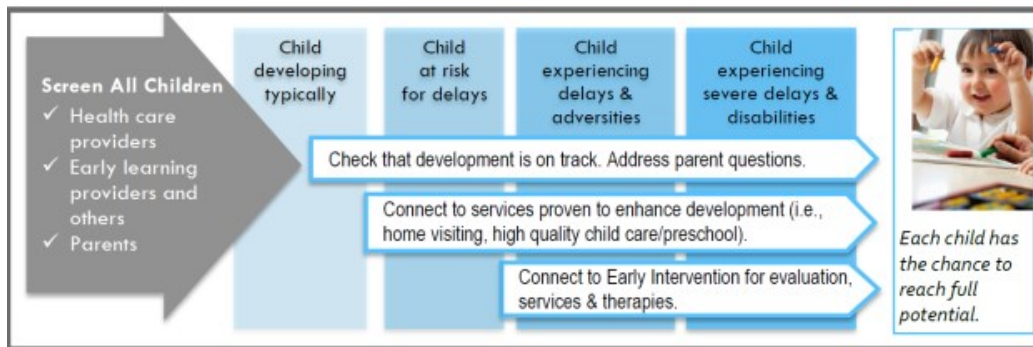 Screen All Children
✓ Health care
providers
✓ Early learning
providers and
others
✓ Parents
Child
developing
typically
Child
at risk
for delays
Child
experiencing
delays &
adversities
Child
experiencing
severe delays &
disabilities
Check that development is on track. Address parent questions.
Connect to services proven to enhance development (i.e.,
home visiting, high quality child care/preschool).
Connect to Early Intervention for evaluation,
services & therapies.
Each child has
the chance to
reach full
potential.